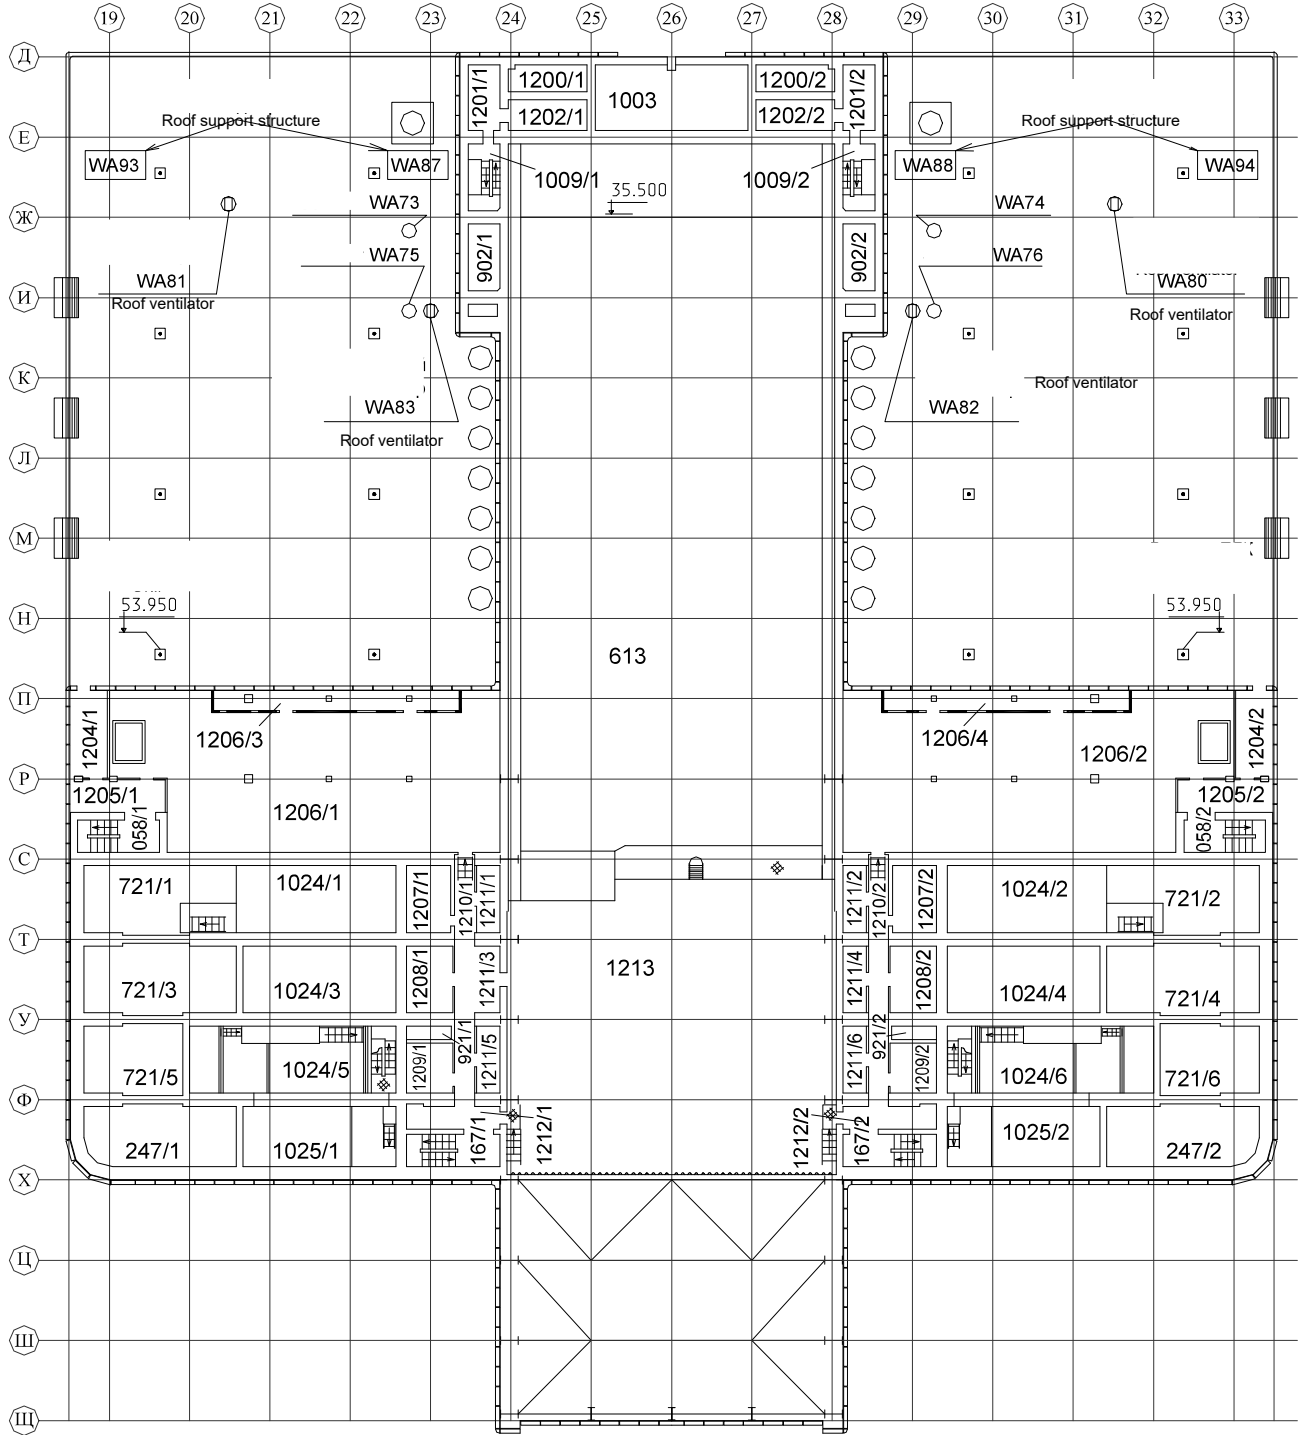 19 20 21 22 23 24 25 26 27 28 29 30 31 32 33
Д
1200/1 1200/2
1201/1 1003 1201/2
1202/1 1202/2
Roof support structure Roof support structure
Е
WA93 WA87 WA88 WA94
1009/1 1009/2
35.500
WA73 WA74
Ж
902/1 902/2
WA75 WA76
WA81 WA80
И
Roof ventilator Roof ventilator
К
Roof ventilator
WA83 WA82
Roof ventilator
Л
М
53.950 53.950
Н
613
П
1204/1 1204/2
1206/3 1206/4
1206/2
Р
1205/1 1205/2
1206/1
058/1 058/2
С
721/1 1024/1 1207/1 1210/1 1211/1 1211/2 1210/2 1207/2 1024/2 721/2
Т
1213
721/3 1024/3 1208/1 1211/3 1211/4 1208/2 1024/4 721/4
У
921/1 921/2
721/5 1024/5 1209/1 1211/5 1211/6 1209/2 1024/6 721/6
Ф
247/1 1025/1 167/1 1212/1 1212/2 167/2 1025/2 247/2
Х
Ц
Ш
Щ